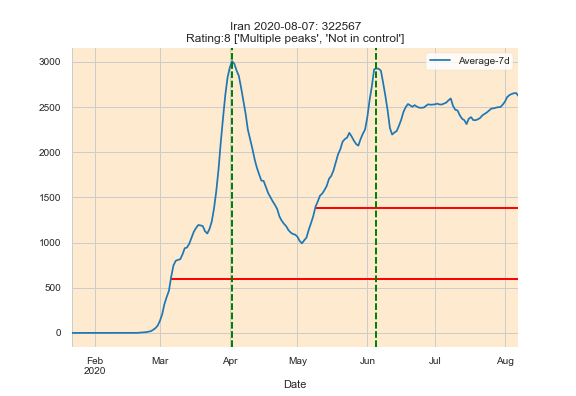 Iran 2020-08-07: 322567
Rating:8 ['Multiple peaks', 'Not in control']
Average-7d
3000
2500
2000
1500
1000
500
0
Feb Mar Apr May Jun Jul Aug
2020
Date